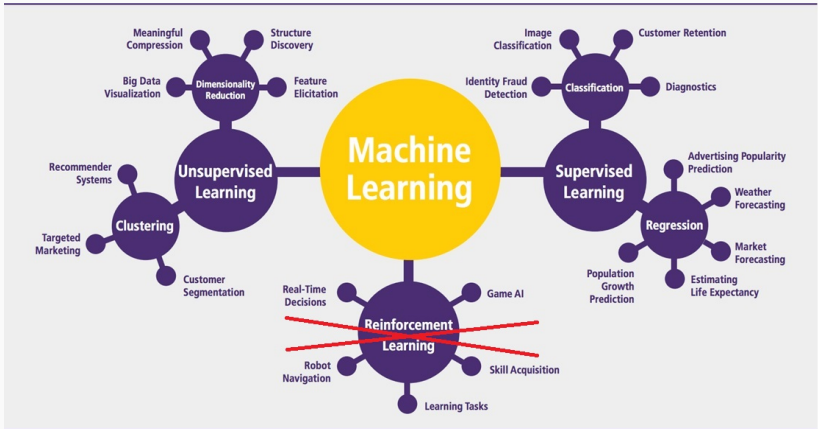 Machine
Learning
Unsupervised
Learning
Dimensionality
Reduction
Meaningful
Compression
Structure
Discovery
Big Data
Visualization
Feature
Elicitation
Clustering
Recommender
Systems
Targeted
Marketing
Customer
Segmentation
Supervised
Learning
Classification
Image
Classification
Customer Retention
Identity Fraud
Detection
Diagnostics
Regression
Advertising Popularity
Prediction
Weather
Forecasting
Market
Forecasting
Population
Growth
Prediction
Estimating
Life Expectancy
Reinforcement
Learning
Real-Time
Decisions
Game AI
Robot
Navigation
Skill Acquisition
Learning Tasks